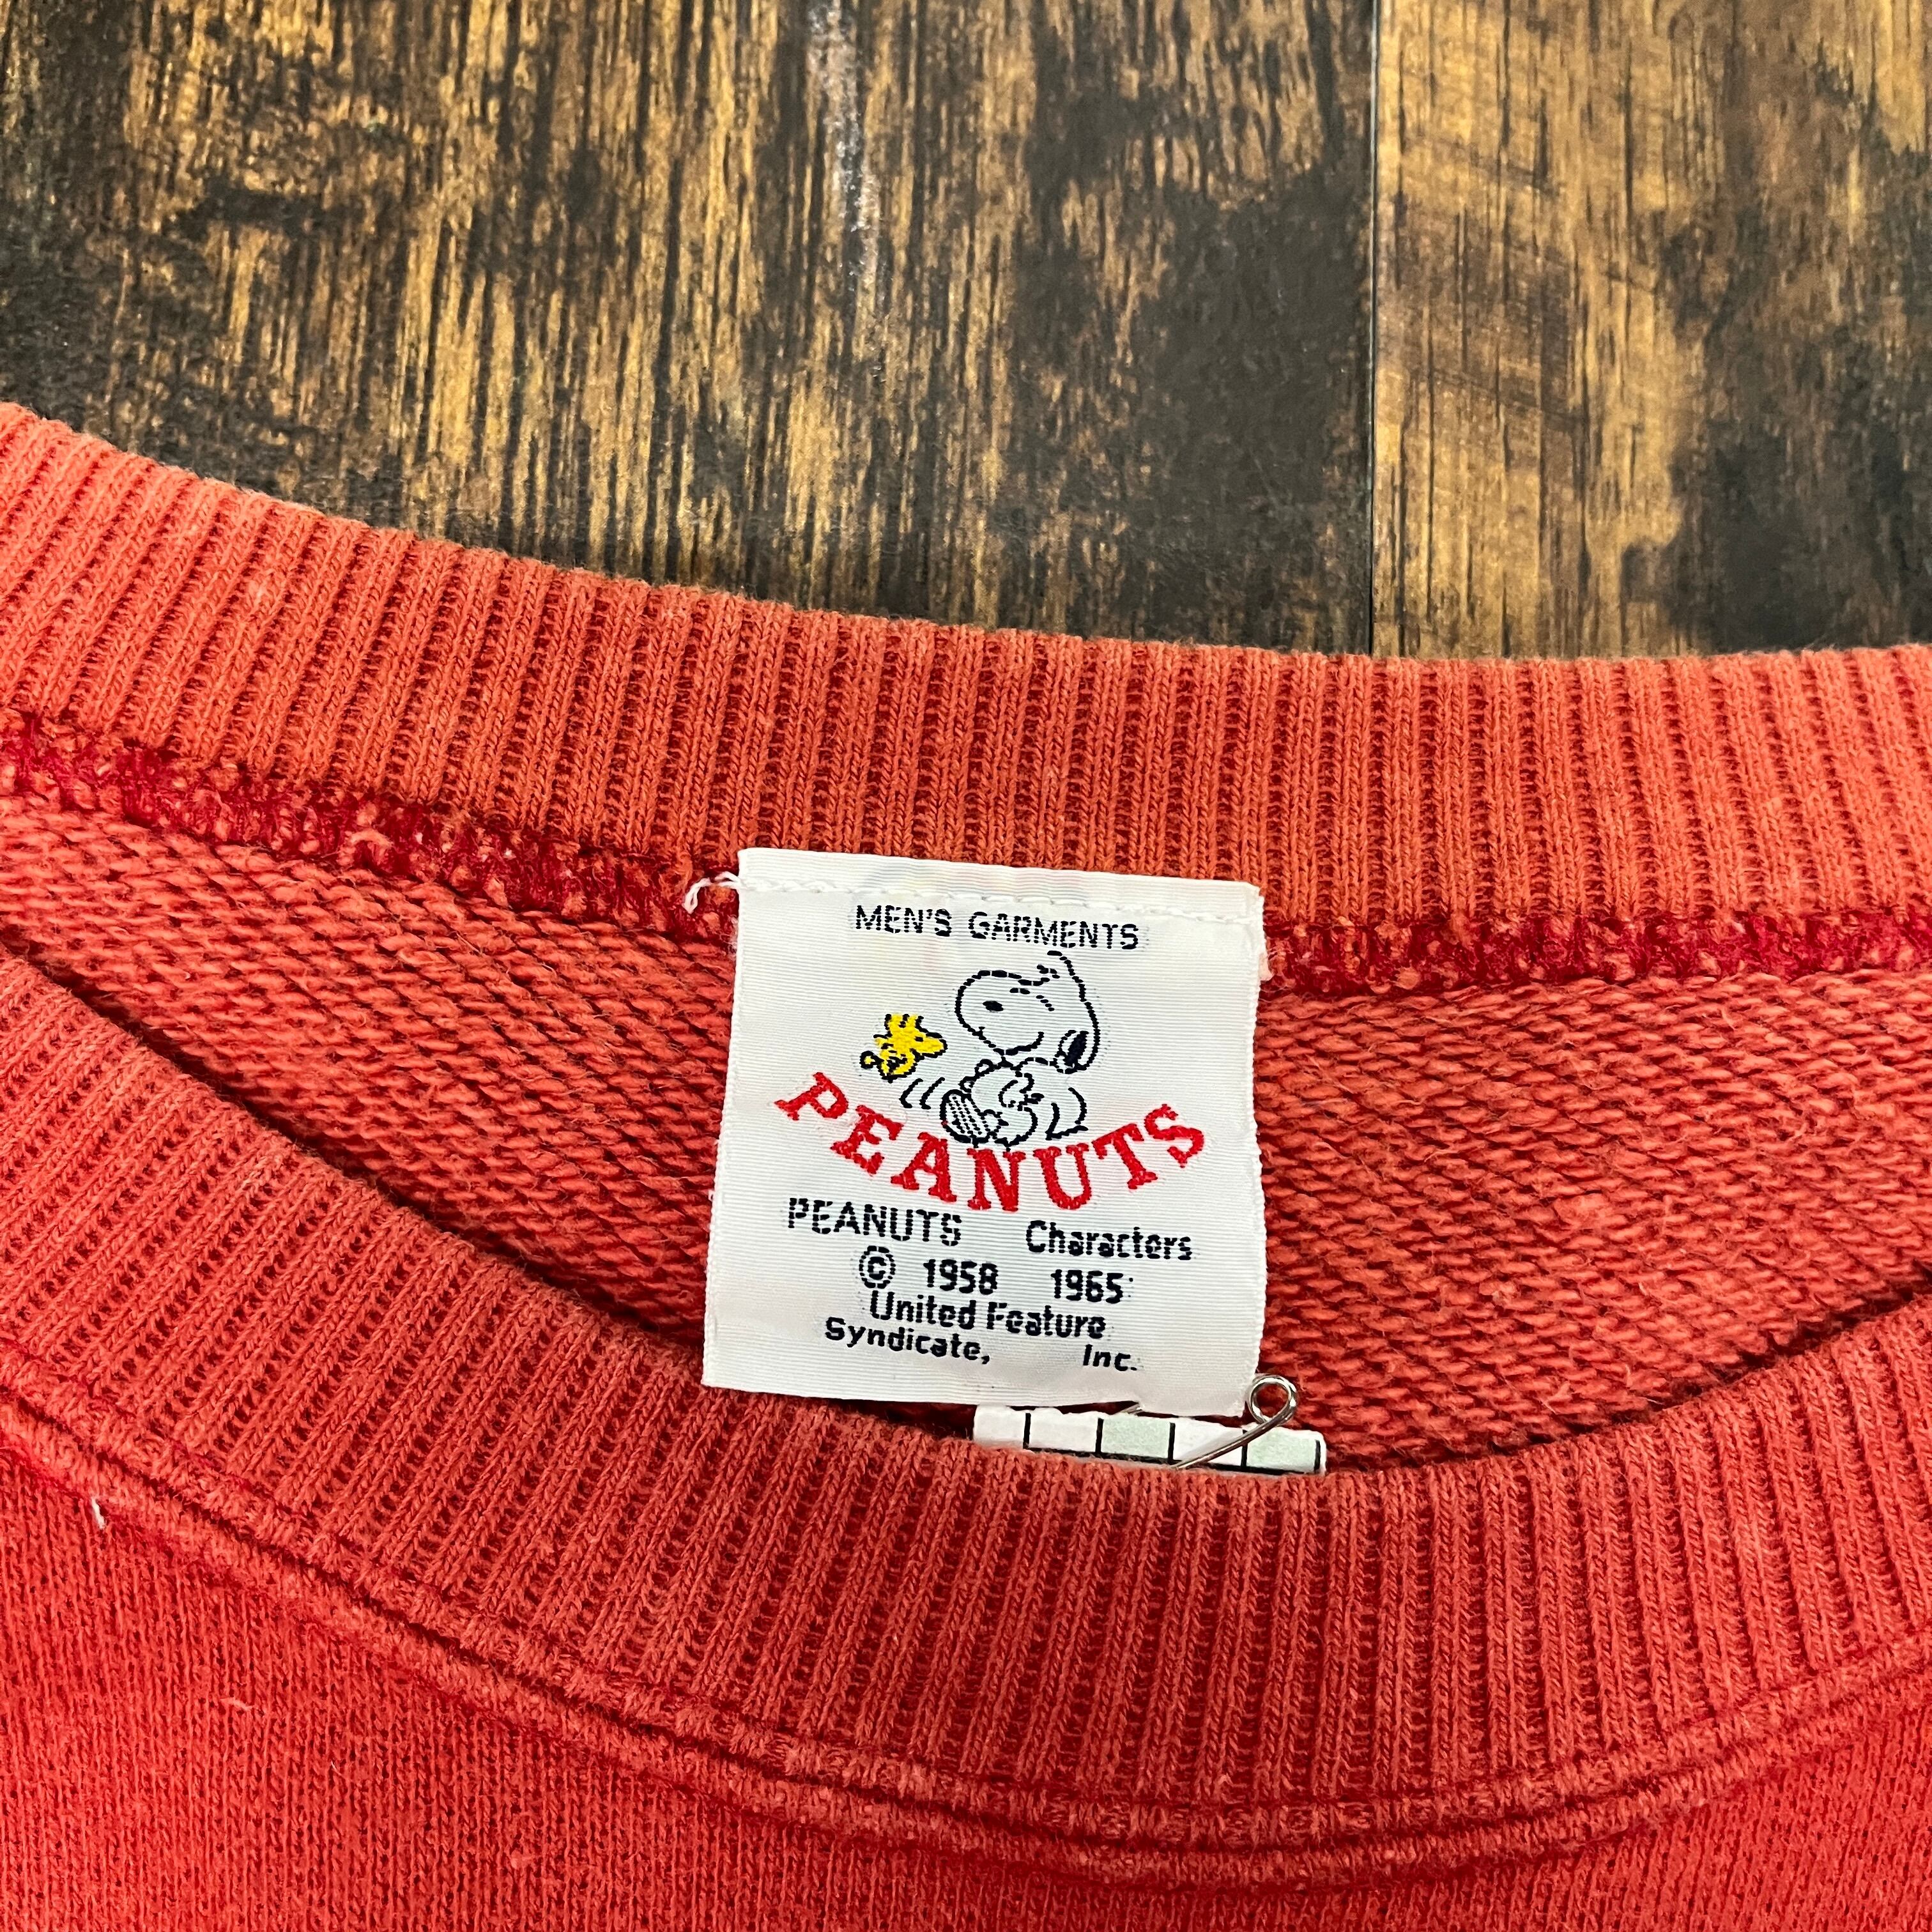 MEN'S GARMENTS
PEANUTS
PEANUTS Characters
© 1958 1965
United Feature
Syndicate, Inc.